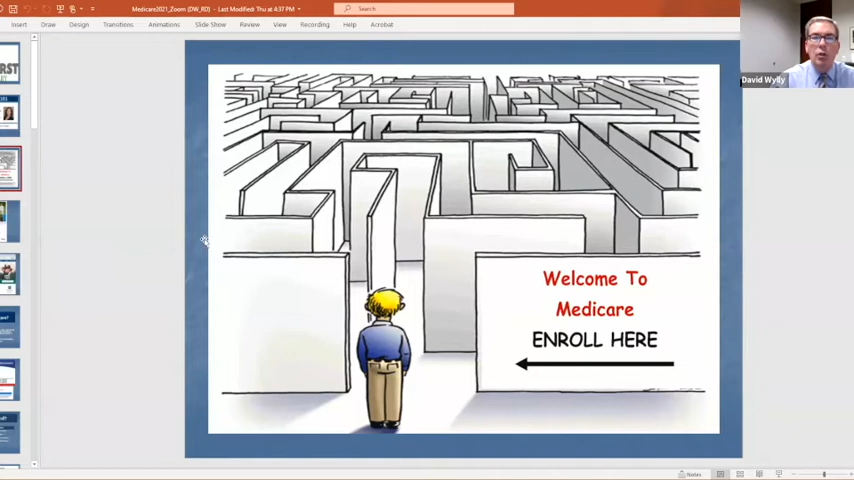 Medicare2021_Zoom (DW_RD) - Last Modified: Thu at 4:37 PM
Search
Insert Draw Design Transitions Animations Slide Show Review View Recording Help Acrobat
David Wylly
Welcome To
Medicare
ENROLL HERE
Notes